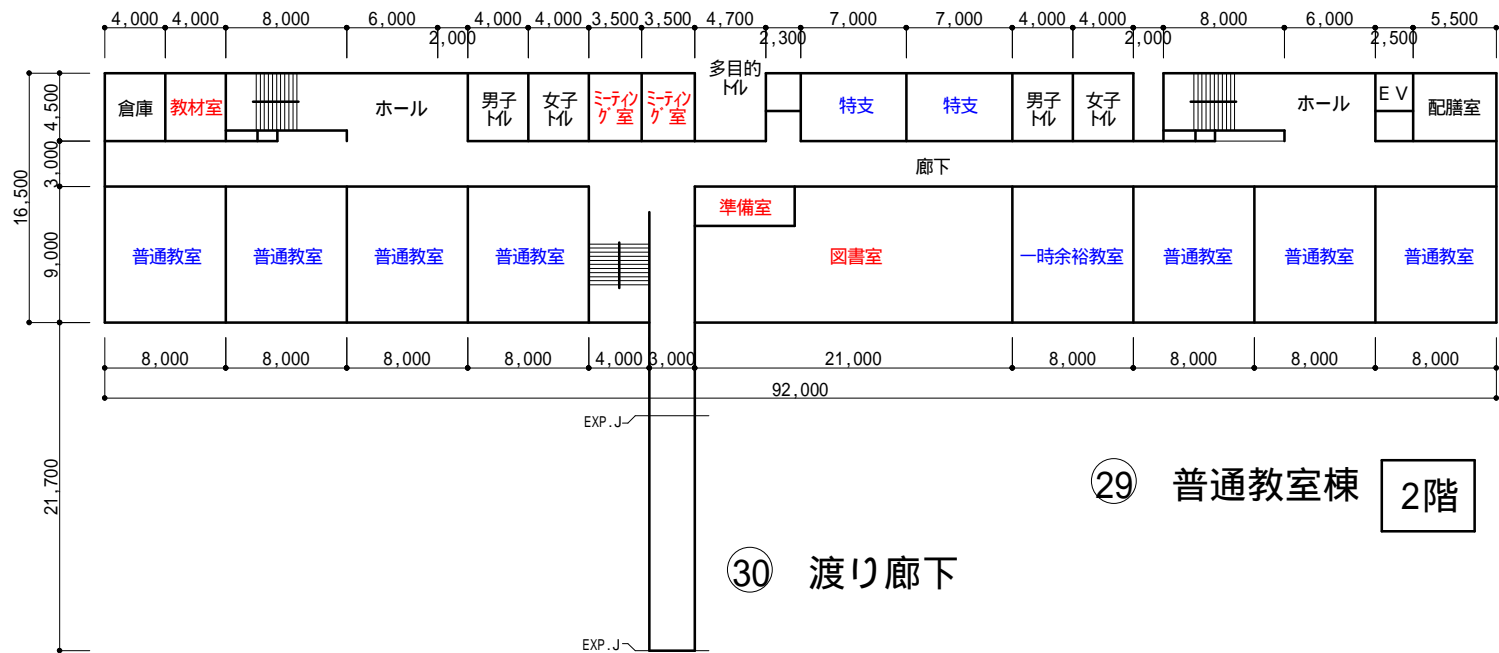 4,000 4,000 8,000 6,000 4,000 4,000 3,500 3,500 4,700 7,000 7,000 4,000 4,000 8,000 6,000 5,500
2,000 2,300 2,000 2,500
倉庫 教材室 ホール 男子トイレ 女子トイレ ミーティング室 ミーティング室 多目的トイレ 特支 特支 男子トイレ 女子トイレ ホール ＥＶ 配膳室
4,500
3,000
16,500
9,000
廊下
準備室
普通教室 普通教室 普通教室 普通教室 図書室 一時余裕教室 普通教室 普通教室 普通教室
8,000 8,000 8,000 8,000 4,000 3,000 21,000 8,000 8,000 8,000 8,000
92,000
EXP.J
21,700
29 普通教室棟 2階
30 渡り廊下
EXP.J